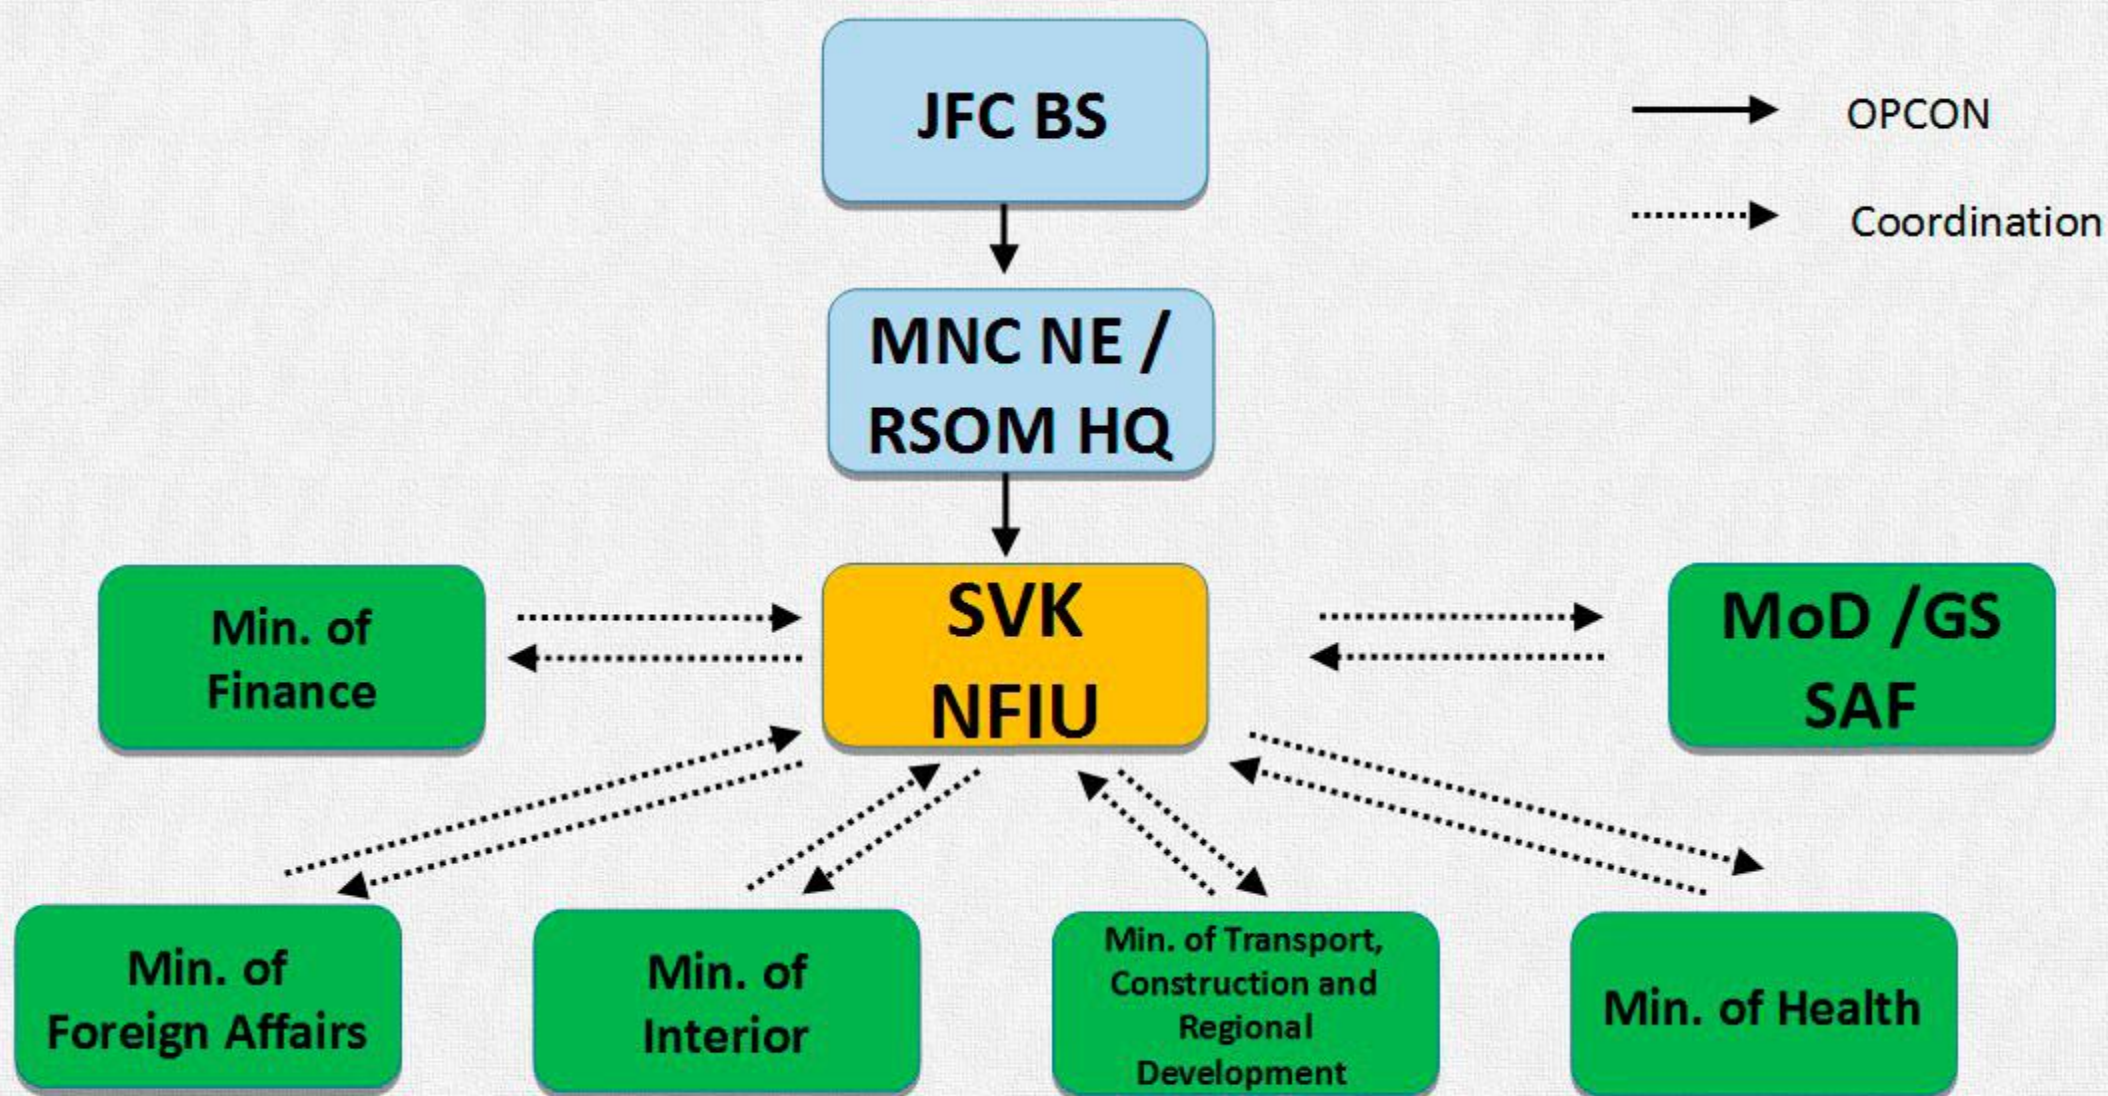 JFC BS
OPCON
Coordination
MNC NE /
RSOM HQ
Min. of
Finance
SVK
NFIU
MoD /GS
SAF
Min. of
Foreign Affairs
Min. of
Interior
Min. of Transport,
Construction and
Regional
Development
Min. of Health